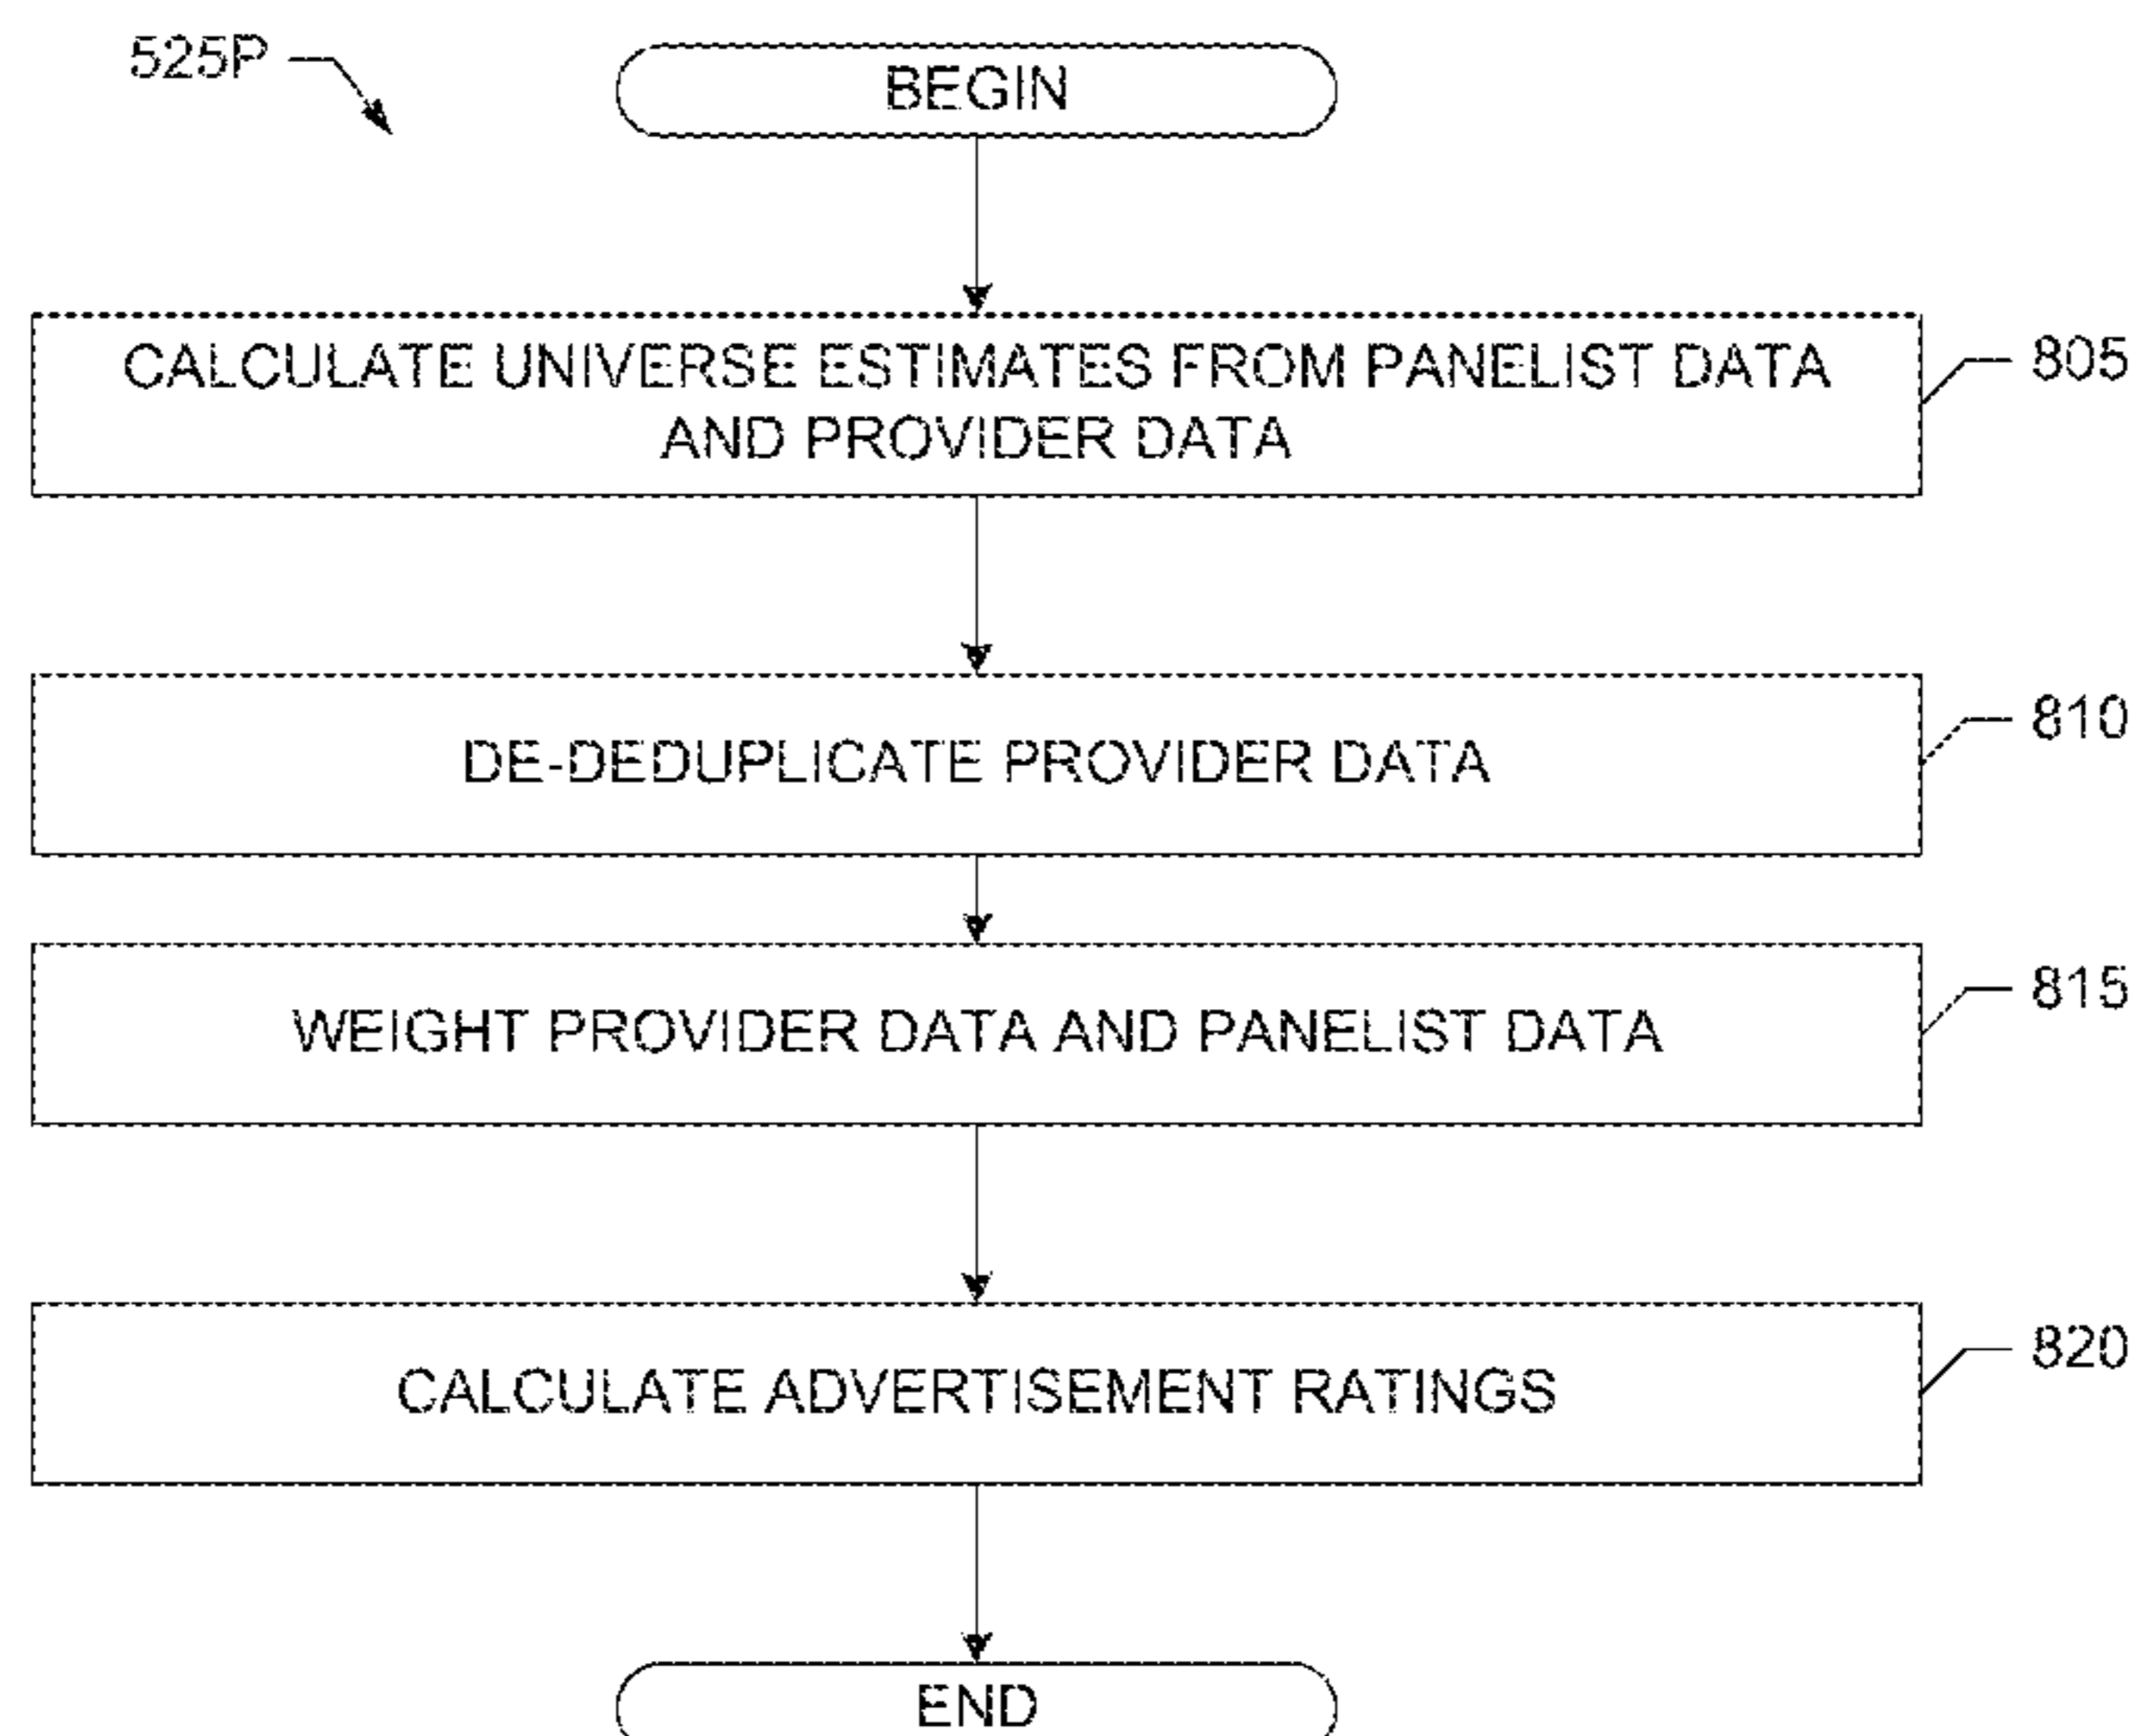 525P
BEGIN
CALCULATE UNIVERSE ESTIMATES FROM PANELIST DATA
AND PROVIDER DATA
805
DE-DEDUPLICATE PROVIDER DATA
810
WEIGHT PROVIDER DATA AND PANELIST DATA
815
CALCULATE ADVERTISEMENT RATINGS
820
END